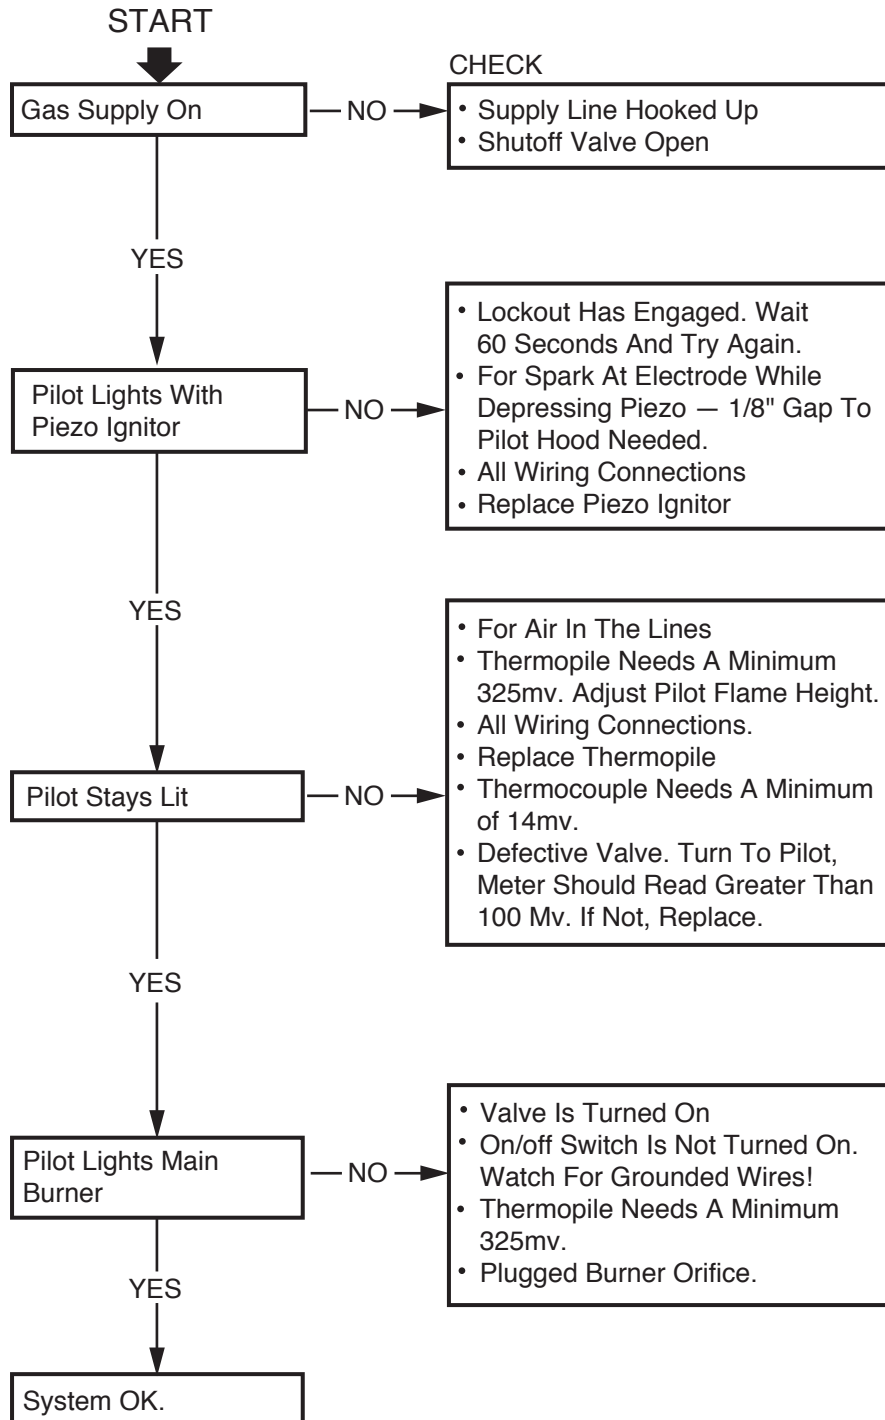 START
CHECK
Gas Supply On
NO
• Supply Line Hooked Up
• Shutoff Valve Open
YES
Pilot Lights With
Piezo Ignitor
NO
• Lockout Has Engaged. Wait
60 Seconds And Try Again.
• For Spark At Electrode While
Depressing Piezo — 1/8" Gap To
Pilot Hood Needed.
• All Wiring Connections
• Replace Piezo Ignitor
YES
Pilot Stays Lit
NO
• For Air In The Lines
• Thermopile Needs A Minimum
325mv. Adjust Pilot Flame Height.
• All Wiring Connections.
• Replace Thermopile
• Thermocouple Needs A Minimum
of 14mv.
• Defective Valve. Turn To Pilot,
Meter Should Read Greater Than
100 Mv. If Not, Replace.
YES
Pilot Lights Main
Burner
NO
• Valve Is Turned On
• On/off Switch Is Not Turned On.
Watch For Grounded Wires!
• Thermopile Needs A Minimum
325mv.
• Plugged Burner Orifice.
YES
System OK.